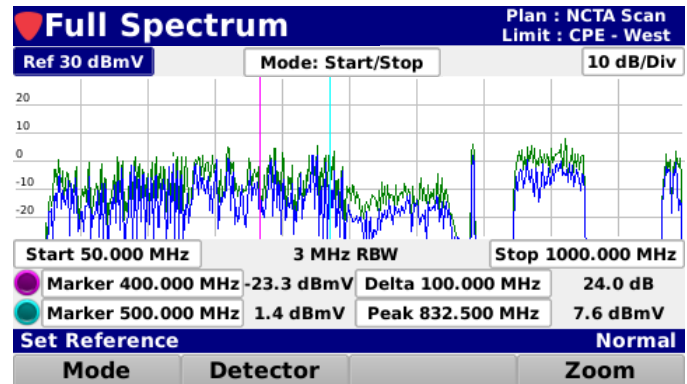 Full Spectrum
Plan : NCTA Scan
Limit : CPE - West
Ref 30 dBmV
Mode: Start/Stop
10 dB/Div
20
10
0
-10
-20
Start 50.000 MHz
3 MHz RBW
Stop 1000.000 MHz
Marker 400.000 MHz -23.3 dBmV Delta 100.000 MHz 24.0 dB
Marker 500.000 MHz 1.4 dBmV Peak 832.500 MHz 7.6 dBmV
Set Reference
Normal
Mode
Detector
Zoom